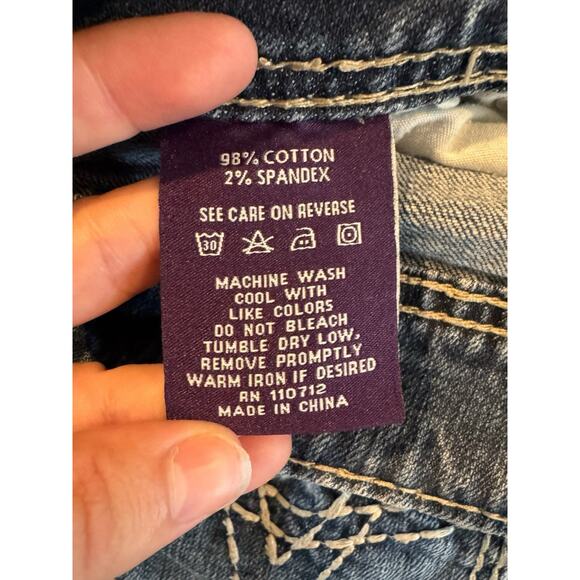 98% COTTON
2% SPANDEX
SEE CARE ON REVERSE
30
MACHINE WASH
COOL WITH
LIKE COLORS
DO NOT BLEACH
TUMBLE DRY LOW,
REMOVE PROMPTLY
WARM IRON IF DESIRED
RN 110712
MADE IN CHINA